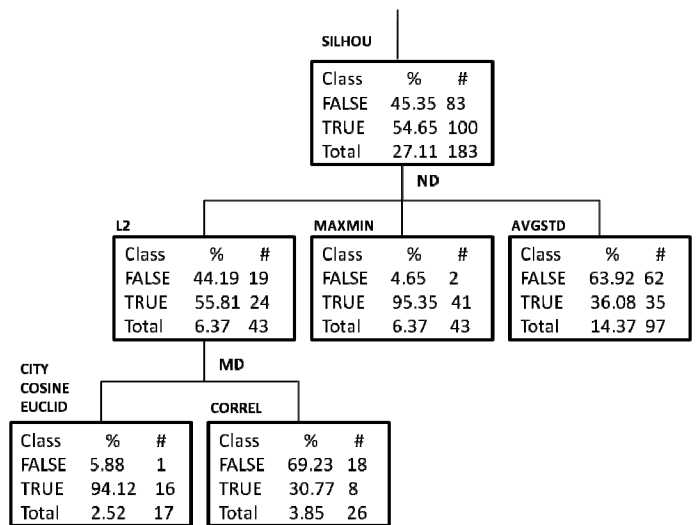 SILHOU
Class % #
FALSE 45.35 83
TRUE 54.65 100
Total 27.11 183
ND
L2
Class % #
FALSE 44.19 19
TRUE 55.81 24
Total 6.37 43
MAXMIN
Class % #
FALSE 4.65 2
TRUE 95.35 41
Total 6.37 43
AVGSTD
Class % #
FALSE 63.92 62
TRUE 36.08 35
Total 14.37 97
MD
CITY
COSINE
EUCLID
Class % #
FALSE 5.88 1
TRUE 94.12 16
Total 2.52 17
CORREL
Class % #
FALSE 69.23 18
TRUE 30.77 8
Total 3.85 26